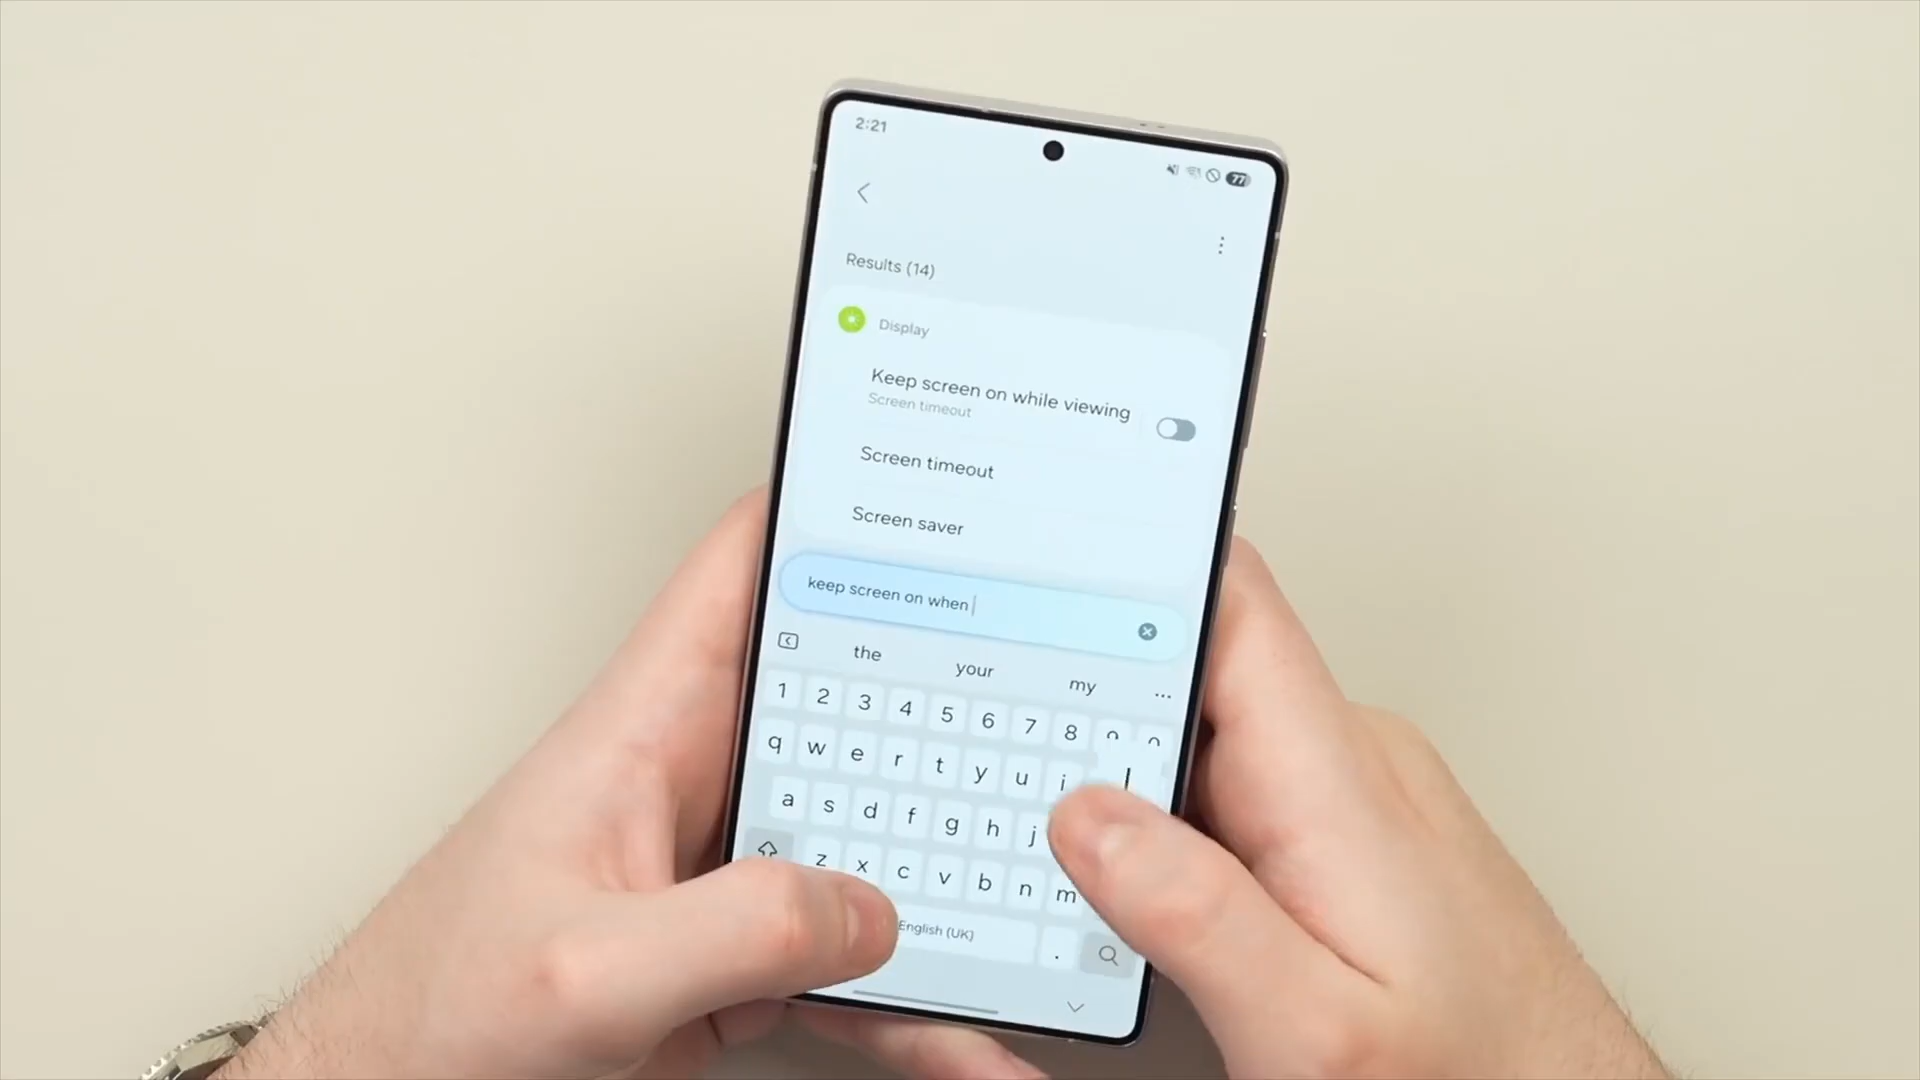 2:21
77
Results (14)
Display
Keep screen on while viewing
Screen timeout
Screen timeout
Screen saver
keep screen on when
the your my ...
1 2 3 4 5 6 7 8
q w e r t y u i
a s d f g h j
z x c v b n m
English (UK) .